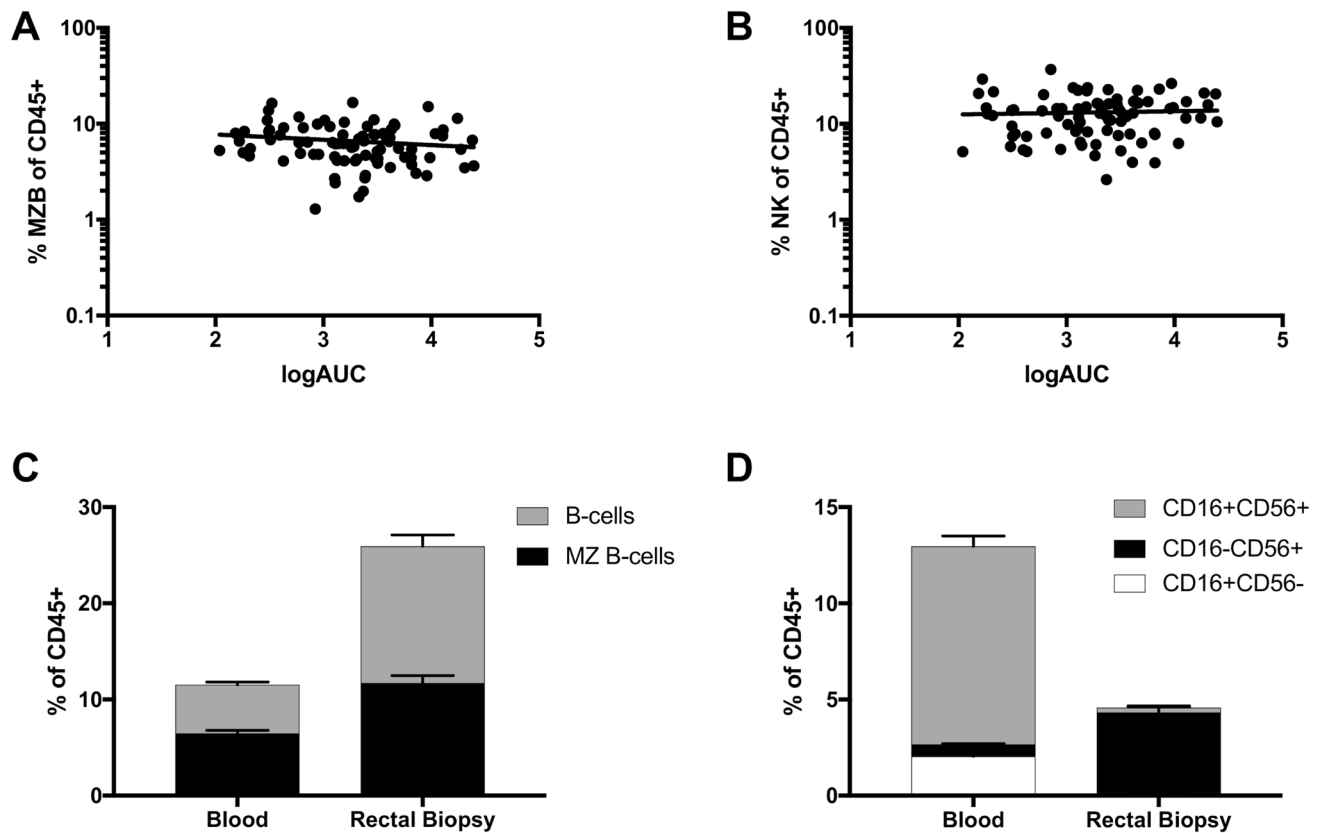 A
% MZB of CD45+
100
10
1
0.1
1 2 3 4 5
logAUC
B
% NK of CD45+
100
10
1
0.1
1 2 3 4 5
logAUC
C
% of CD45+
30
20
10
0
Blood Rectal Biopsy
B-cells
MZ B-cells
D
% of CD45+
15
10
5
0
Blood Rectal Biopsy
CD16+CD56+
CD16-CD56+
CD16+CD56-